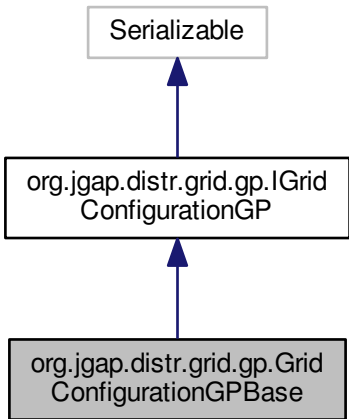 Serializable
org.jgap.distr.grid.gp.IGrid
ConfigurationGP
org.jgap.distr.grid.gp.Grid
ConfigurationGPBase